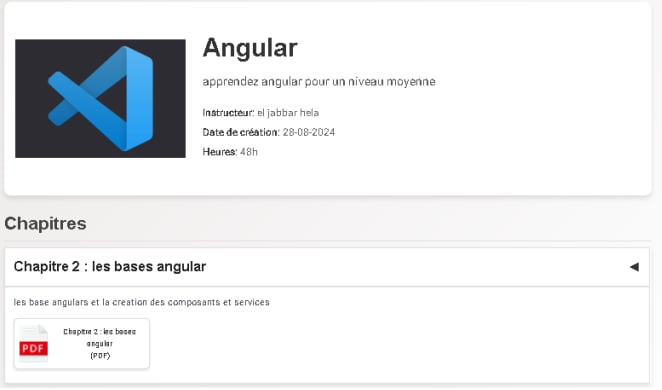 Angular
apprendez angular pour un niveau moyenne
Instructeur: el jabbar hela
Date de création: 28-08-2024
Heures: 48h
Chapitres
Chapitre 2 : les bases angular
les base angulars et la creation des composants et services
PDF
Chapitre 2 : les bases
angular
(PDF)